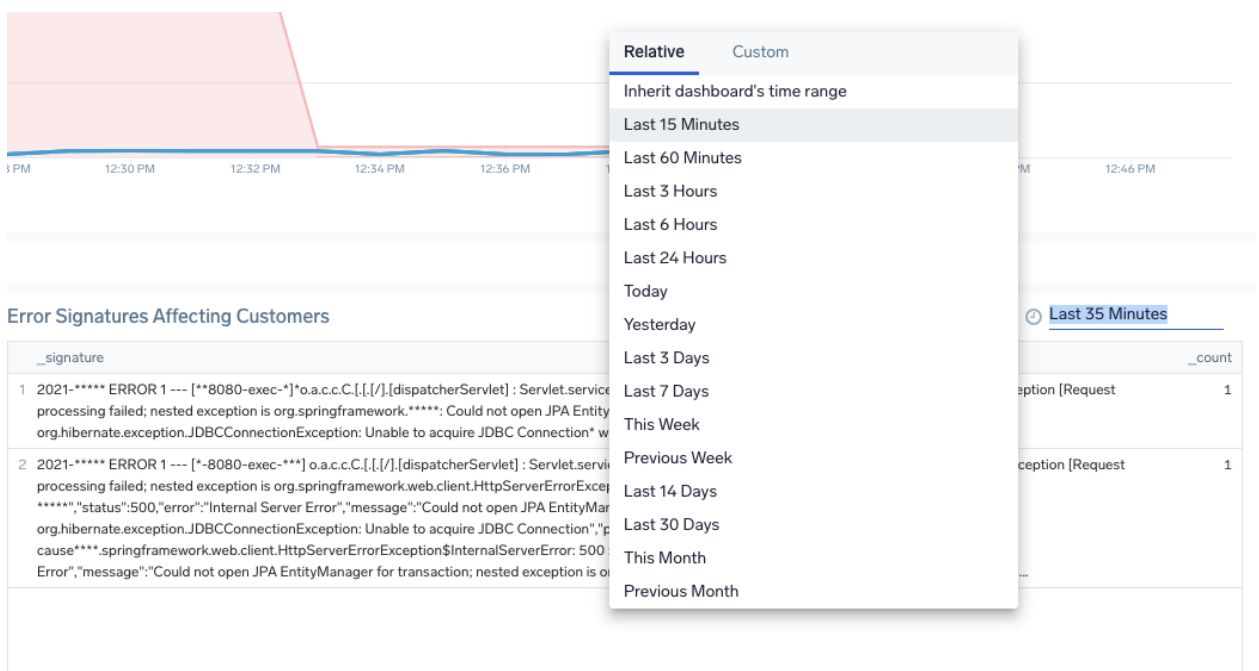 Relative Custom
Inherit dashboard's time range
Last 15 Minutes
Last 60 Minutes
Last 3 Hours
Last 6 Hours
Last 24 Hours
Today
Yesterday
Last 3 Days
Last 7 Days
This Week
Previous Week
Last 14 Days
Last 30 Days
This Month
Previous Month
PM 12:30 PM 12:32 PM 12:34 PM 12:36 PM 12:46 PM
Error Signatures Affecting Customers
Last 35 Minutes
_signature _count
1 2021-***** ERROR 1 --- [**8080-exec-*]*o.a.c.c.C.[.[.[/].[dispatcherServlet] : Servlet.service ption [Request 1
processing failed; nested exception is org.springframework.*****: Could not open JPA Entity
org.hibernate.exception.JDBCConnectionException: Unable to acquire JDBC Connection* w
2 2021-***** ERROR 1 --- [*-8080-exec-***] o.a.c.c.C.[.[.[/].[dispatcherServlet] : Servlet.servi ception [Request 1
processing failed; nested exception is org.springframework.web.client.HttpServerErrorExcep
*****","status":500,"error":"Internal Server Error","message":"Could not open JPA EntityMar
org.hibernate.exception.JDBCConnectionException: Unable to acquire JDBC Connection","p
cause****.springframework.web.client.HttpServerErrorException$InternalServerError: 500
Error","message":"Could not open JPA EntityManager for transaction; nested exception is o ...